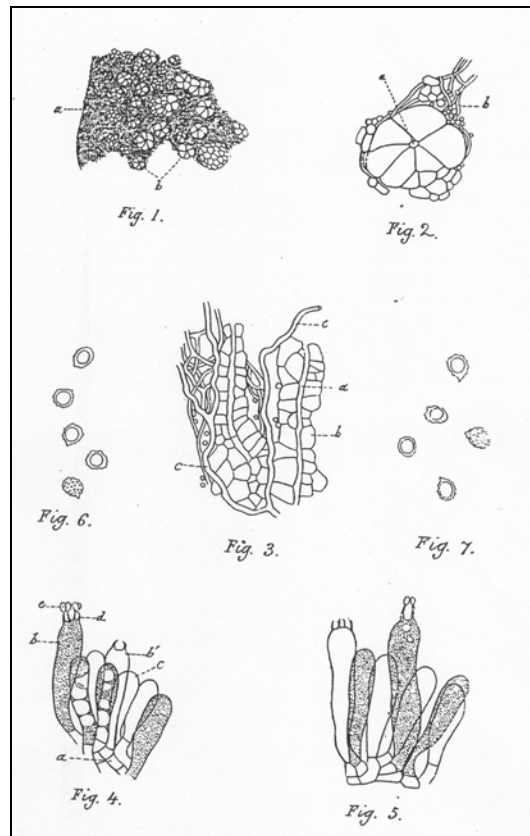 a
b
Fig. 1.
a
b
Fig. 2.
c
a
b
c
Fig. 6.
Fig. 3.
Fig. 7.
e
d
b
b'
c
a
Fig. 4.
Fig. 5.